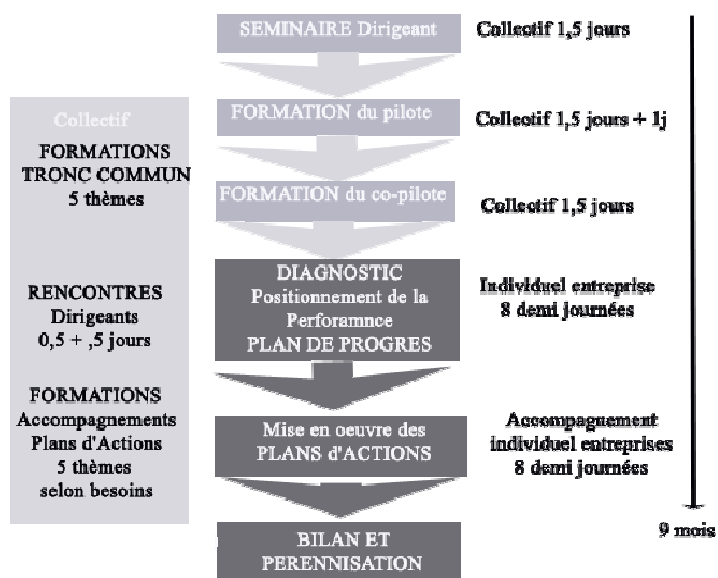 SEMINAIRE Dirigeant
Collectif 1,5 jours
FORMATION du pilote
Collectif 1,5 jours + 1j
FORMATION du co-pilote
Collectif 1,5 jours
Collectif
FORMATIONS
TRONC COMMUN
5 thèmes
RENCONTRES
Dirigeants
0,5 + ,5 jours
FORMATIONS
Accompagnements
Plans d'Actions
5 thèmes
selon besoins
DIAGNOSTIC
Positionnement de la
Perforamnce
PLAN DE PROGRES
Individuel entreprise
8 demi journées
Mise en oeuvre des
PLANS d'ACTIONS
Accompagnement
individuel entreprises
8 demi journées
BILAN ET
PERENNISATION
9 mois